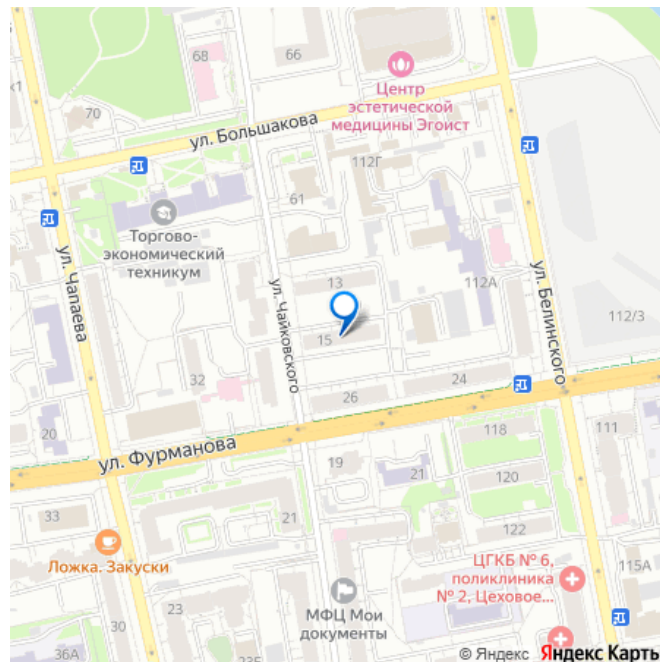 68
66
Центр
эстетической
медицины Эгоист
х1
70
ул. Большакова
112Г
61
Торгово-
экономический
техникум
ул. Чапаева
ул. Чайковского
13
112А
ул. Белинского
112/3
15
32
24
26
20
ул. Фурманова
118
111
19
21
120
33
21
122
Ложка. Закуски
ЦГКБ № 6,
поликлиника
№ 2, Цеховое...
115А
МФЦ Мои
документы
23
30
36А
23Б
© Яндекс Яндекс Карты